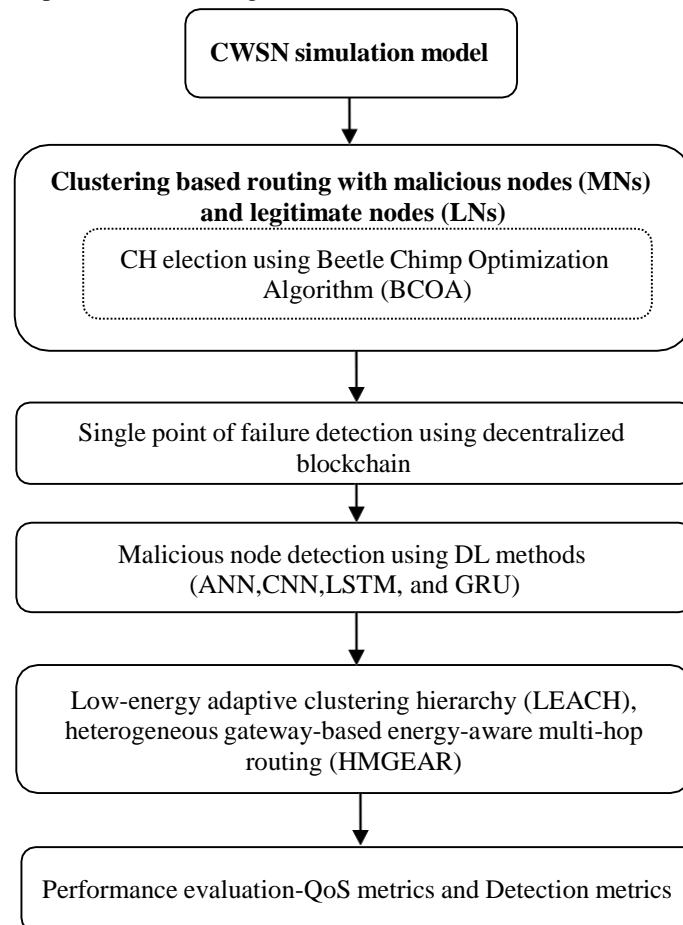 CWSN simulation model
Clustering based routing with malicious nodes (MNs)
and legitimate nodes (LNs)
CH election using Beetle Chimp Optimization
Algorithm (BCOA)
Single point of failure detection using decentralized
blockchain
Malicious node detection using DL methods
(ANN,CNN,LSTM, and GRU)
Low-energy adaptive clustering hierarchy (LEACH),
heterogeneous gateway-based energy-aware multi-hop
routing (HMGEAR)
Performance evaluation-QoS metrics and Detection metrics